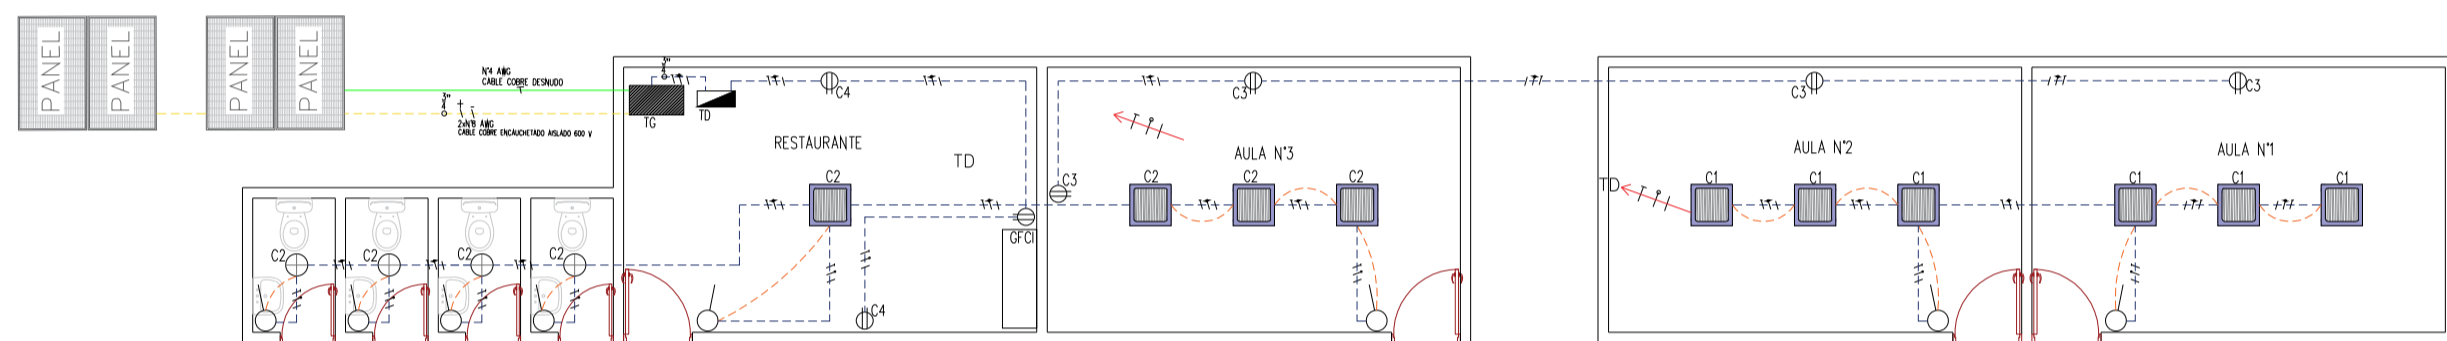 PANEL
PANEL
PANEL
PANEL
N°4 AWG
CABLE COBRE DESNUDO
T
3/4"
+ -
2xN°8 AWG
CABLE COBRE ENCAUCHETADO AISLADO 600 V
TG
TD
C4
RESTAURANTE
TD
C2
GFCI
C4
C2
C2
C2
C2
C3
C3
AULA N°3
C2
C2
C2
C3
AULA N°2
TD
C1
C1
C1
C3
AULA N°1
C1
C1
C1